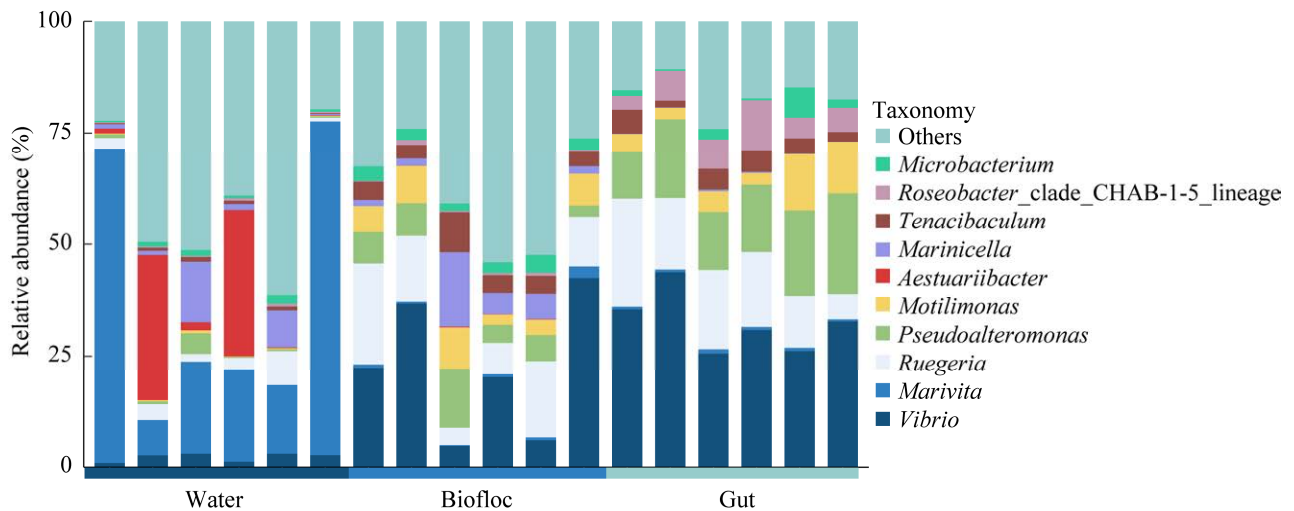 Relative abundance (%)
100
75
50
25
0
Water
Biofloc
Gut
Taxonomy
Others
Microbacterium
Roseobacter_clade_CHAB-1-5_lineage
Tenacibaculum
Marinicella
Aestuariibacter
Motilimonas
Pseudoalteromonas
Ruegeria
Marivita
Vibrio